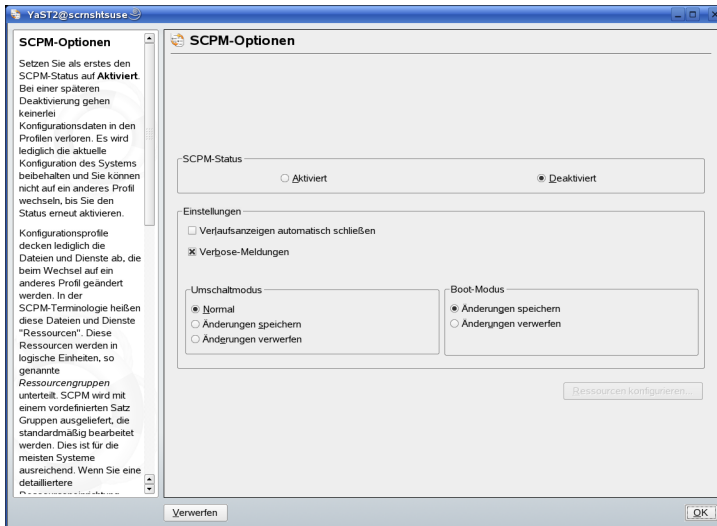 YaST2@scrnshtsuse
SCPM-Optionen
Setzen Sie als erstes den
SCPM-Status auf Aktiviert.
Bei einer späteren
Deaktivierung gehen
keinerlei
Konfigurationsdaten in den
Profilen verloren. Es wird
lediglich die aktuelle
Konfiguration des Systems
beibehalten und Sie können
nicht auf ein anderes Profil
wechseln, bis Sie den
Status erneut aktivieren.
Konfigurationsprofile
decken lediglich die
Dateien und Dienste ab, die
beim Wechsel auf ein
anderes Profil geändert
werden. In der
SCPM-Terminologie heißen
diese Dateien und Dienste
"Ressourcen". Diese
Ressourcen werden in
logische Einheiten, so
genannte
Ressourcengruppen
unterteilt. SCPM wird mit
einem vordefinierten Satz
Gruppen ausgeliefert, die
standardmäßig bearbeitet
werden. Dies ist für die
meisten Systeme
ausreichend. Wenn Sie eine
detailliertere
SCPM-Optionen
SCPM-Status
Aktiviert
Deaktiviert
Einstellungen
Verlaufsanzeigen automatisch schließen
Verbose-Meldungen
Umschaltmodus
Normal
Änderungen speichern
Änderungen verwerfen
Boot-Modus
Änderungen speichern
Änderungen verwerfen
Ressourcen konfigurieren...
Verwerfen
OK